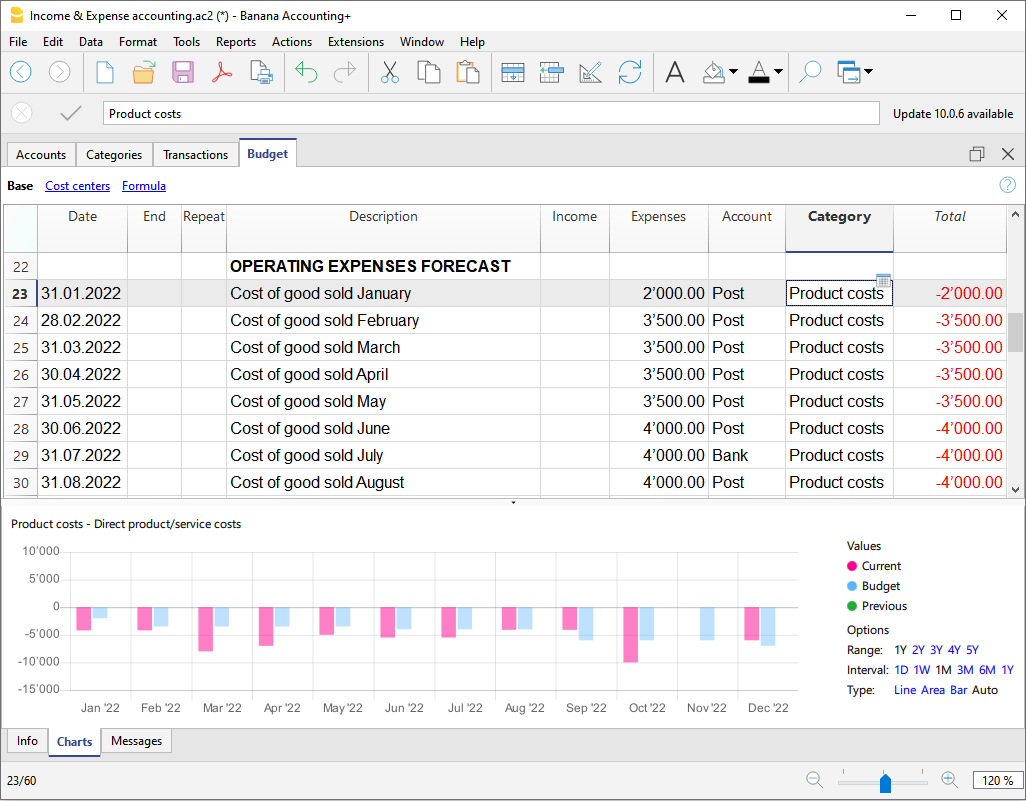 Income & Expense accounting.ac2 (*) - Banana Accounting+
File Edit Data Format Tools Reports Actions Extensions Window Help
Product costs Update 10.0.6 available
Accounts Categories Transactions Budget
Base Cost centers Formula
Date End Repeat Description Income Expenses Account Category Total
22 OPERATING EXPENSES FORECAST
23 31.01.2022 Cost of good sold January 2’000.00 Post Product costs -2’000.00
24 28.02.2022 Cost of good sold February 3’500.00 Post Product costs -3’500.00
25 31.03.2022 Cost of good sold March 3’500.00 Post Product costs -3’500.00
26 30.04.2022 Cost of good sold April 3’500.00 Post Product costs -3’500.00
27 31.05.2022 Cost of good sold May 3’500.00 Post Product costs -3’500.00
28 30.06.2022 Cost of good sold June 4’000.00 Post Product costs -4’000.00
29 31.07.2022 Cost of good sold July 4’000.00 Bank Product costs -4’000.00
30 31.08.2022 Cost of good sold August 4’000.00 Post Product costs -4’000.00
Product costs - Direct product/service costs
10'000
5'000
0
-5'000
-10'000
-15'000
Jan '22 Feb '22 Mar '22 Apr '22 May '22 Jun '22 Jul '22 Aug '22 Sep '22 Oct '22 Nov '22 Dec '22
Values
Current
Budget
Previous
Options
Range: 1Y 2Y 3Y 4Y 5Y
Interval: 1D 1W 1M 3M 6M 1Y
Type: Line Area Bar Auto
Info Charts Messages
23/60 120 %